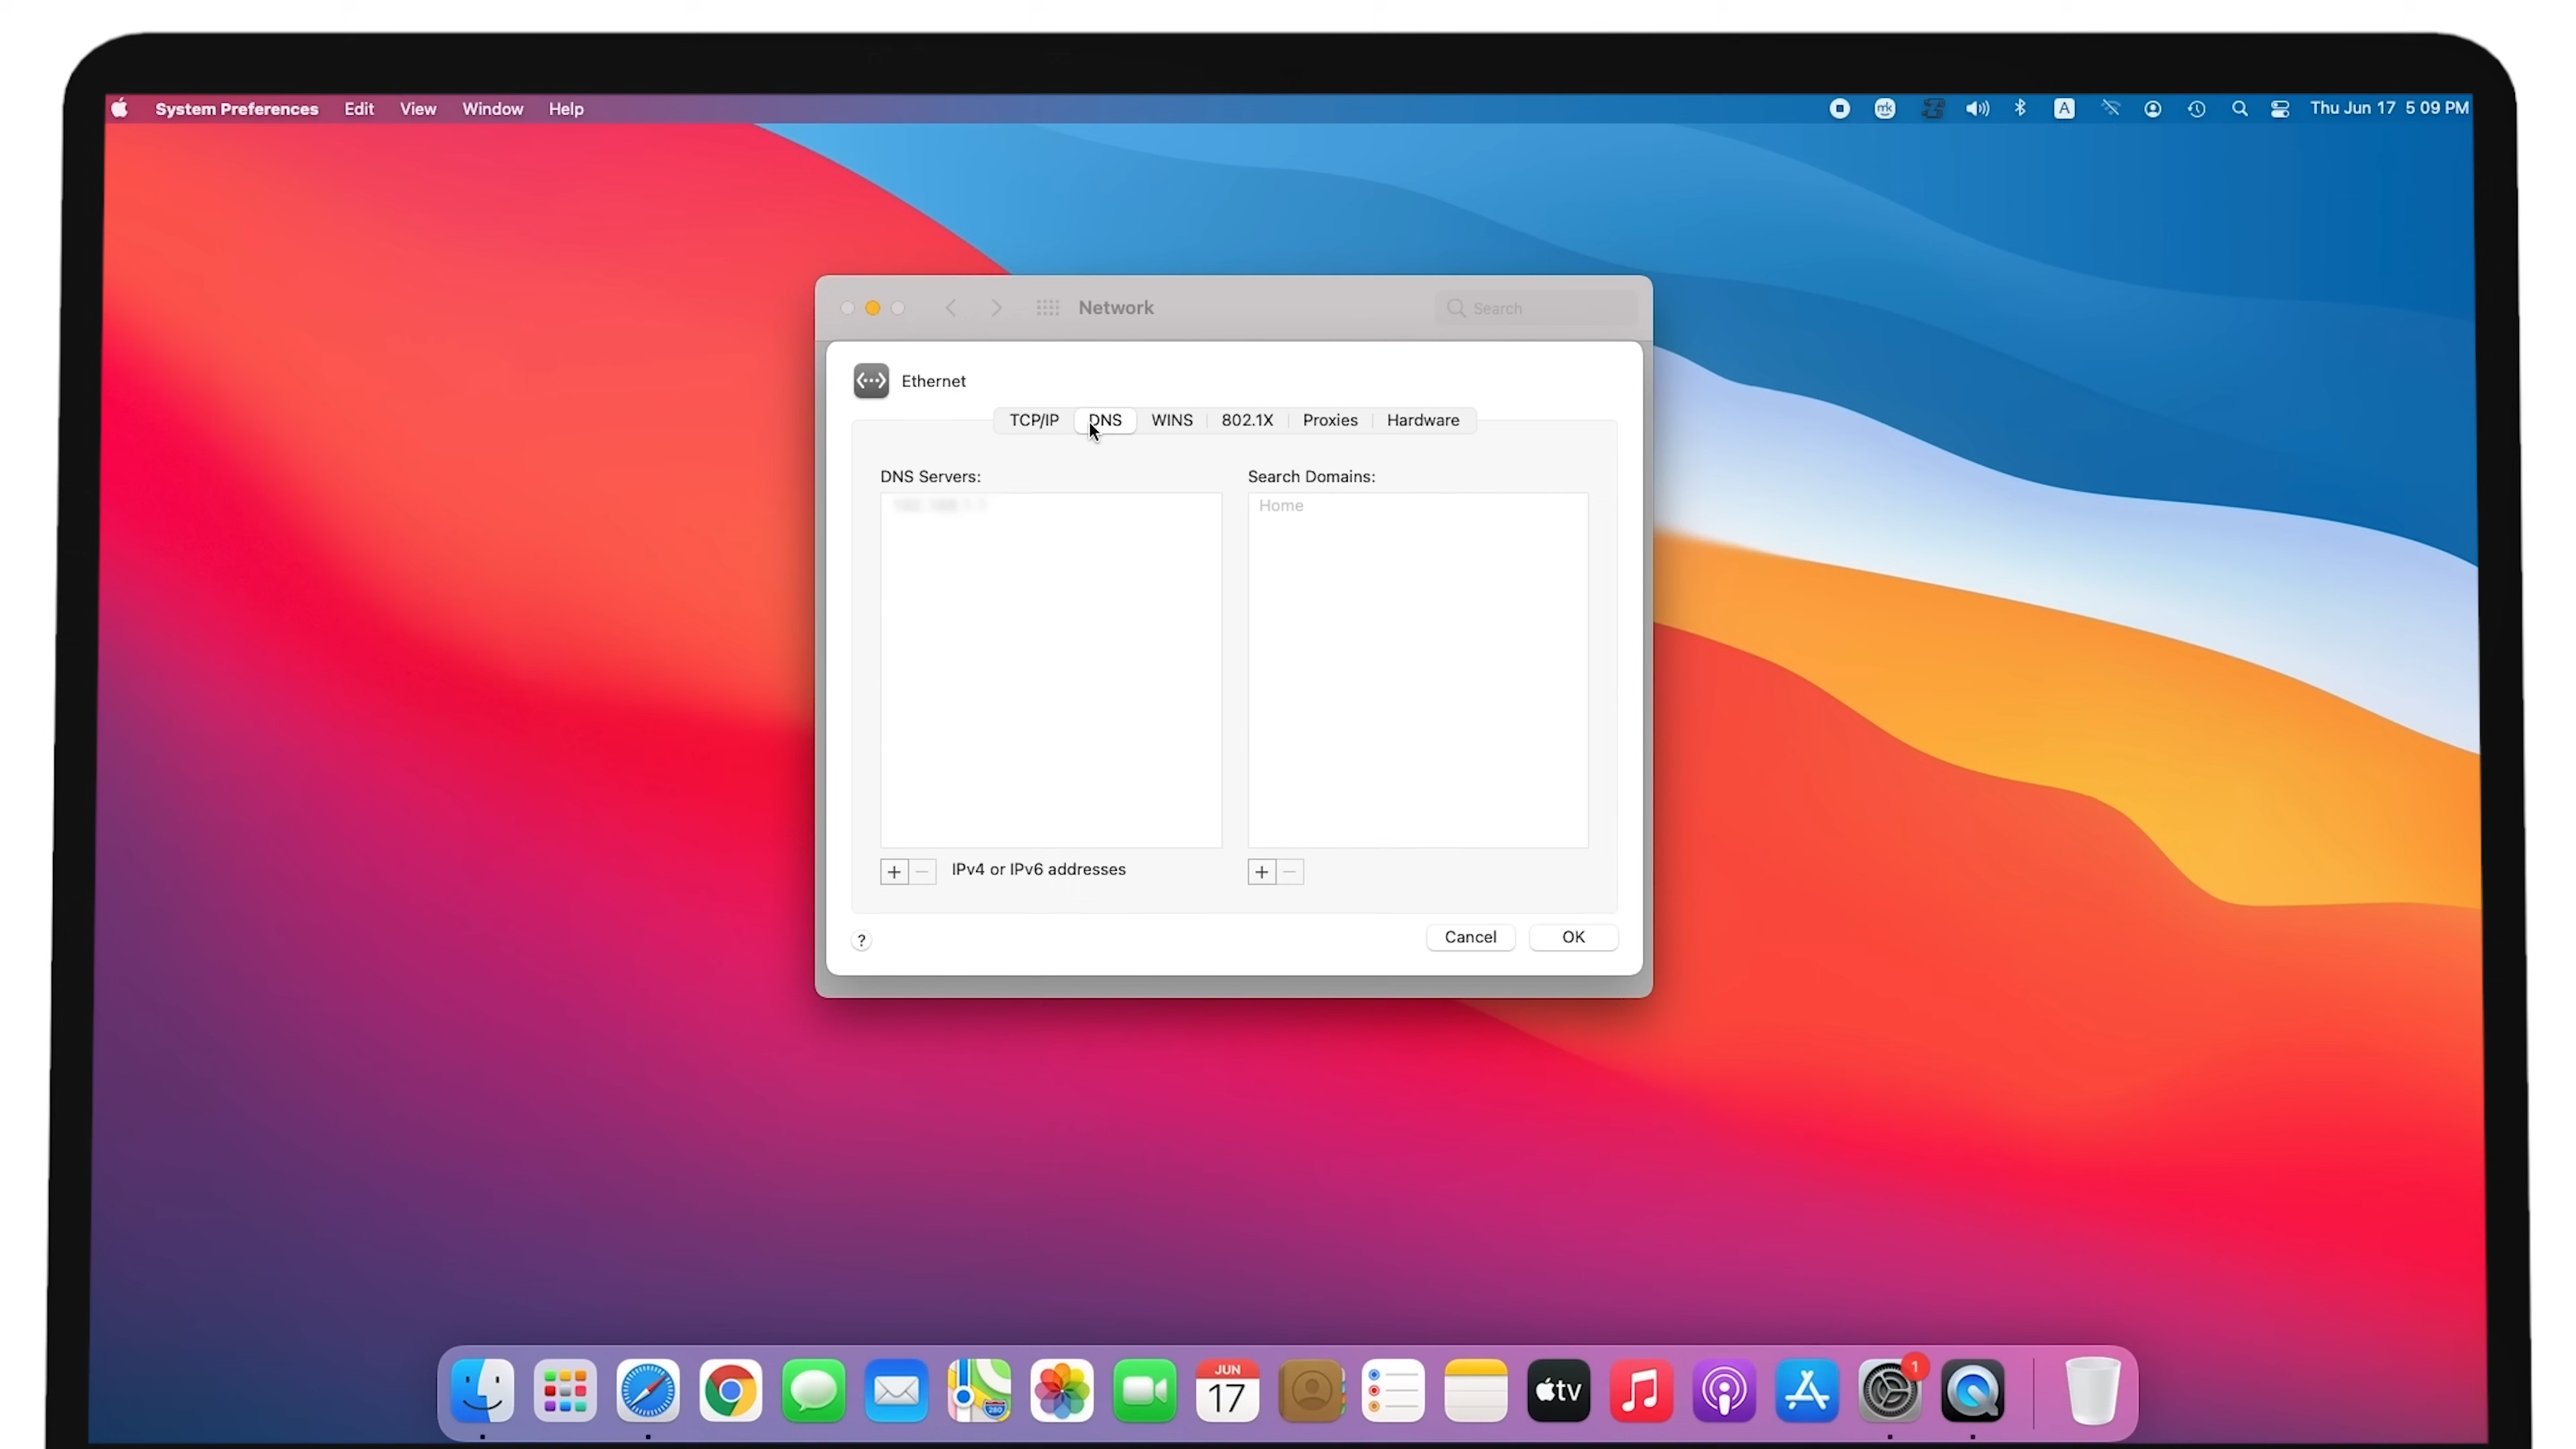 System Preferences Edit View Window Help
mk A Thu Jun 17 5 09 PM
Network
Search
Ethernet
TCP/IP DNS WINS 802.1X Proxies Hardware
DNS Servers:
Search Domains:
Home
+ − IPv4 or IPv6 addresses
+ −
? Cancel OK
JUN
17
280
tv
1